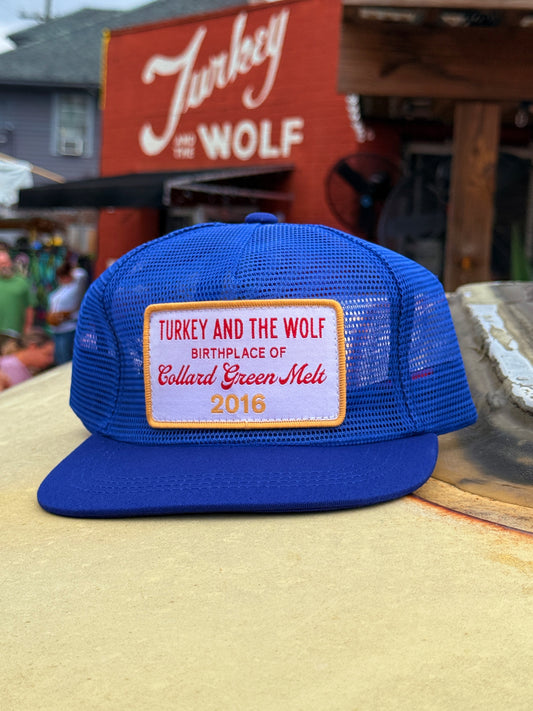 Turkey
AND THE WOLF
TURKEY AND THE WOLF
BIRTHPLACE OF
Collard Green Melt
2016